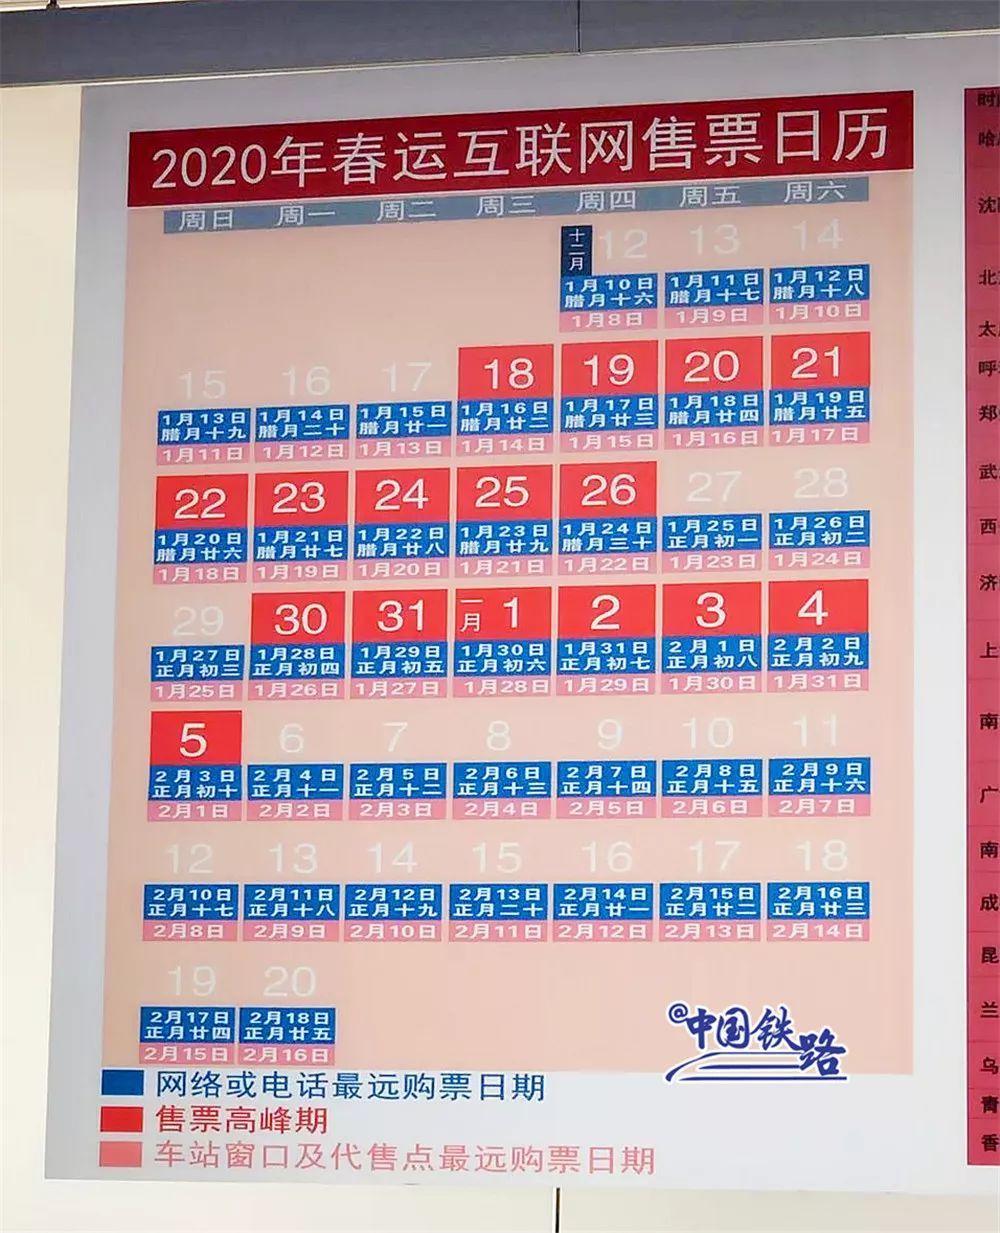 2020年春运互联网售票日历
周日 周一 周二 周三 周四 周五 周六
十二月 12 13 14
1月10日 1月11日 1月12日
腊月十六 腊月十七 腊月十八
1月8日 1月9日 1月10日
15 16 17 18 19 20 21
1月13日 1月14日 1月15日 1月16日 1月17日 1月18日 1月19日
腊月十九 腊月二十 腊月廿一 腊月廿二 腊月廿三 腊月廿四 腊月廿五
1月11日 1月12日 1月13日 1月14日 1月15日 1月16日 1月17日
22 23 24 25 26 27 28
1月20日 1月21日 1月22日 1月23日 1月24日 1月25日 1月26日
腊月廿六 腊月廿七 腊月廿八 腊月廿九 腊月三十 正月初一 正月初二
1月18日 1月19日 1月20日 1月21日 1月22日 1月23日 1月24日
29 30 31 一月 1 2 3 4
1月27日 1月28日 1月29日 1月30日 1月31日 2月1日 2月2日
正月初三 正月初四 正月初五 正月初六 正月初七 正月初八 正月初九
1月25日 1月26日 1月27日 1月28日 1月29日 1月30日 1月31日
5 6 7 8 9 10 11
2月3日 2月4日 2月5日 2月6日 2月7日 2月8日 2月9日
正月初十 正月十一 正月十二 正月十三 正月十四 正月十五 正月十六
2月1日 2月2日 2月3日 2月4日 2月5日 2月6日 2月7日
12 13 14 15 16 17 18
2月10日 2月11日 2月12日 2月13日 2月14日 2月15日 2月16日
正月十七 正月十八 正月十九 正月二十 正月廿一 正月廿二 正月廿三
2月8日 2月9日 2月10日 2月11日 2月12日 2月13日 2月14日
19 20
2月17日 2月18日
正月廿四 正月廿五
2月15日 2月16日
@中国铁路
网络或电话最远购票日期
售票高峰期
车站窗口及代售点最远购票日期
哈
沈
北
太
呼
郑
武
西
济
上
南
广
南
成
昆
兰
乌
青
香